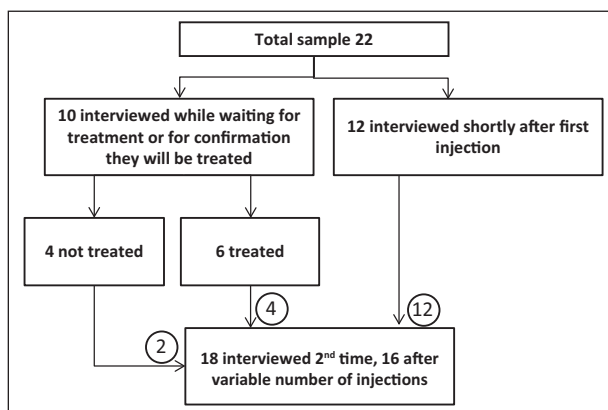 Total sample 22
10 interviewed while waiting for
treatment or for confirmation
they will be treated
12 interviewed shortly after first
injection
4 not treated
6 treated
4
12
2
18 interviewed 2nd time, 16 after
variable number of injections